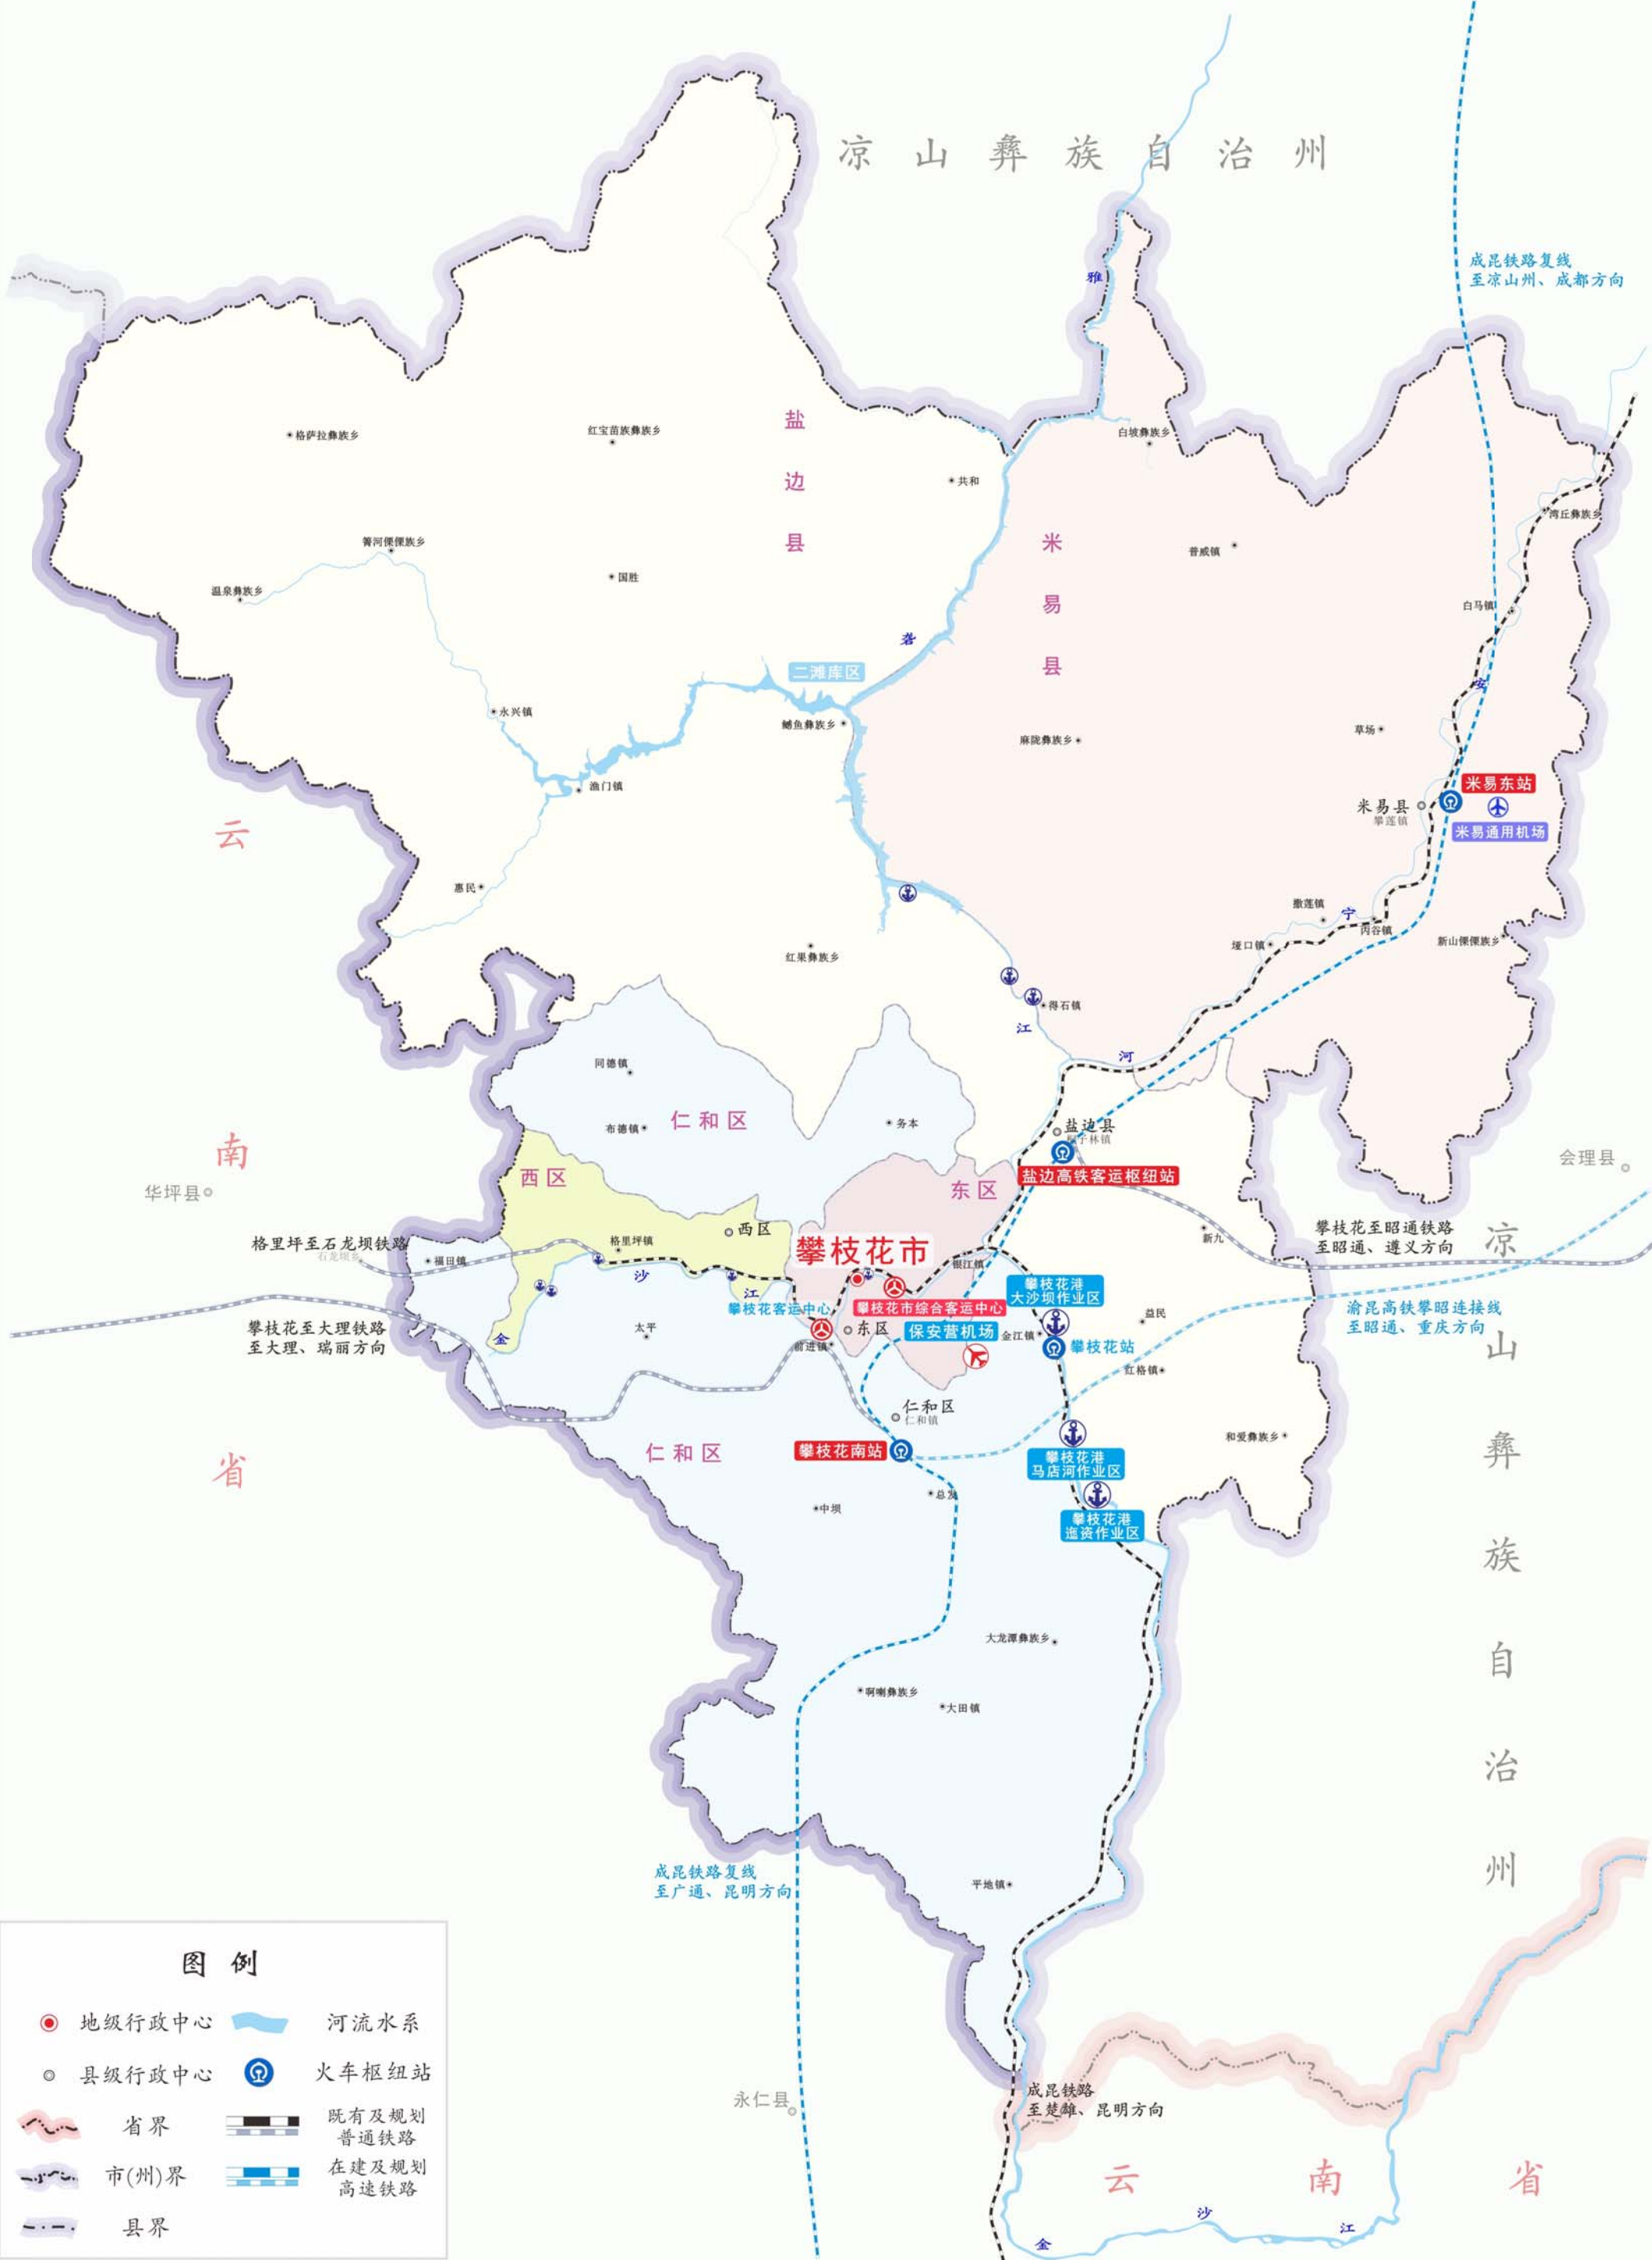 凉山彝族自治州
雅
成昆铁路复线
至凉山州、成都方向
盐边县
格萨拉彝族乡
红宝苗族彝族乡
白坡彝族乡
共和
湾丘彝族乡
米易县
箐河傈僳族乡
普威镇
国胜
温泉彝族乡
白马镇
砻
二滩库区
安
永兴镇
鳡鱼彝族乡
麻陇彝族乡
草场
渔门镇
米易东站
米易县
攀莲镇
米易通用机场
云
惠民
撒莲镇
宁
丙谷镇
垭口镇
新山傈僳族乡
红果彝族乡
得石镇
江
河
同德镇
仁和区
布德镇
务本
盐边县
桐子林镇
南
会理县
西区
东区
盐边高铁客运枢纽站
华坪县
格里坪至石龙坝铁路
石龙坝乡
福田镇
格里坪镇
西区
攀枝花市
银江镇
新九
攀枝花至昭通铁路
至昭通、遵义方向
沙
江
攀枝花客运中心
攀枝花市综合客运中心
攀枝花港
大沙坝作业区
益民
渝昆高铁攀昭连接线
至昭通、重庆方向
攀枝花至大理铁路
至大理、瑞丽方向
金
太平
东区
前进镇
保安营机场
金江镇
攀枝花站
红格镇
仁和区
仁和镇
和爱彝族乡
仁和区
攀枝花南站
攀枝花港
马店河作业区
省
中坝
总发
攀枝花港
迤资作业区
凉山彝族自治州
大龙潭彝族乡
啊喇彝族乡
大田镇
成昆铁路复线
至广通、昆明方向
平地镇
图例
地级行政中心
河流水系
县级行政中心
火车枢纽站
省界
既有及规划
普通铁路
市(州)界
在建及规划
高速铁路
县界
永仁县
成昆铁路
至楚雄、昆明方向
云南省
金
沙
江